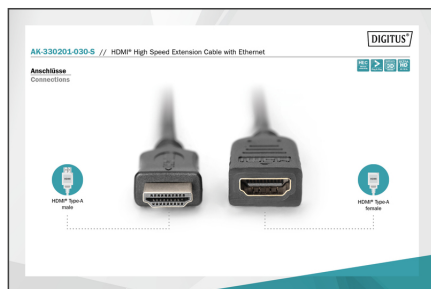 DIGITUS®
AK-330201-030-S // HDMI® High Speed Extension Cable with Ethernet
Anschlüsse
Connections
HDMI® Type-A
male
HDMI® Type-A
female